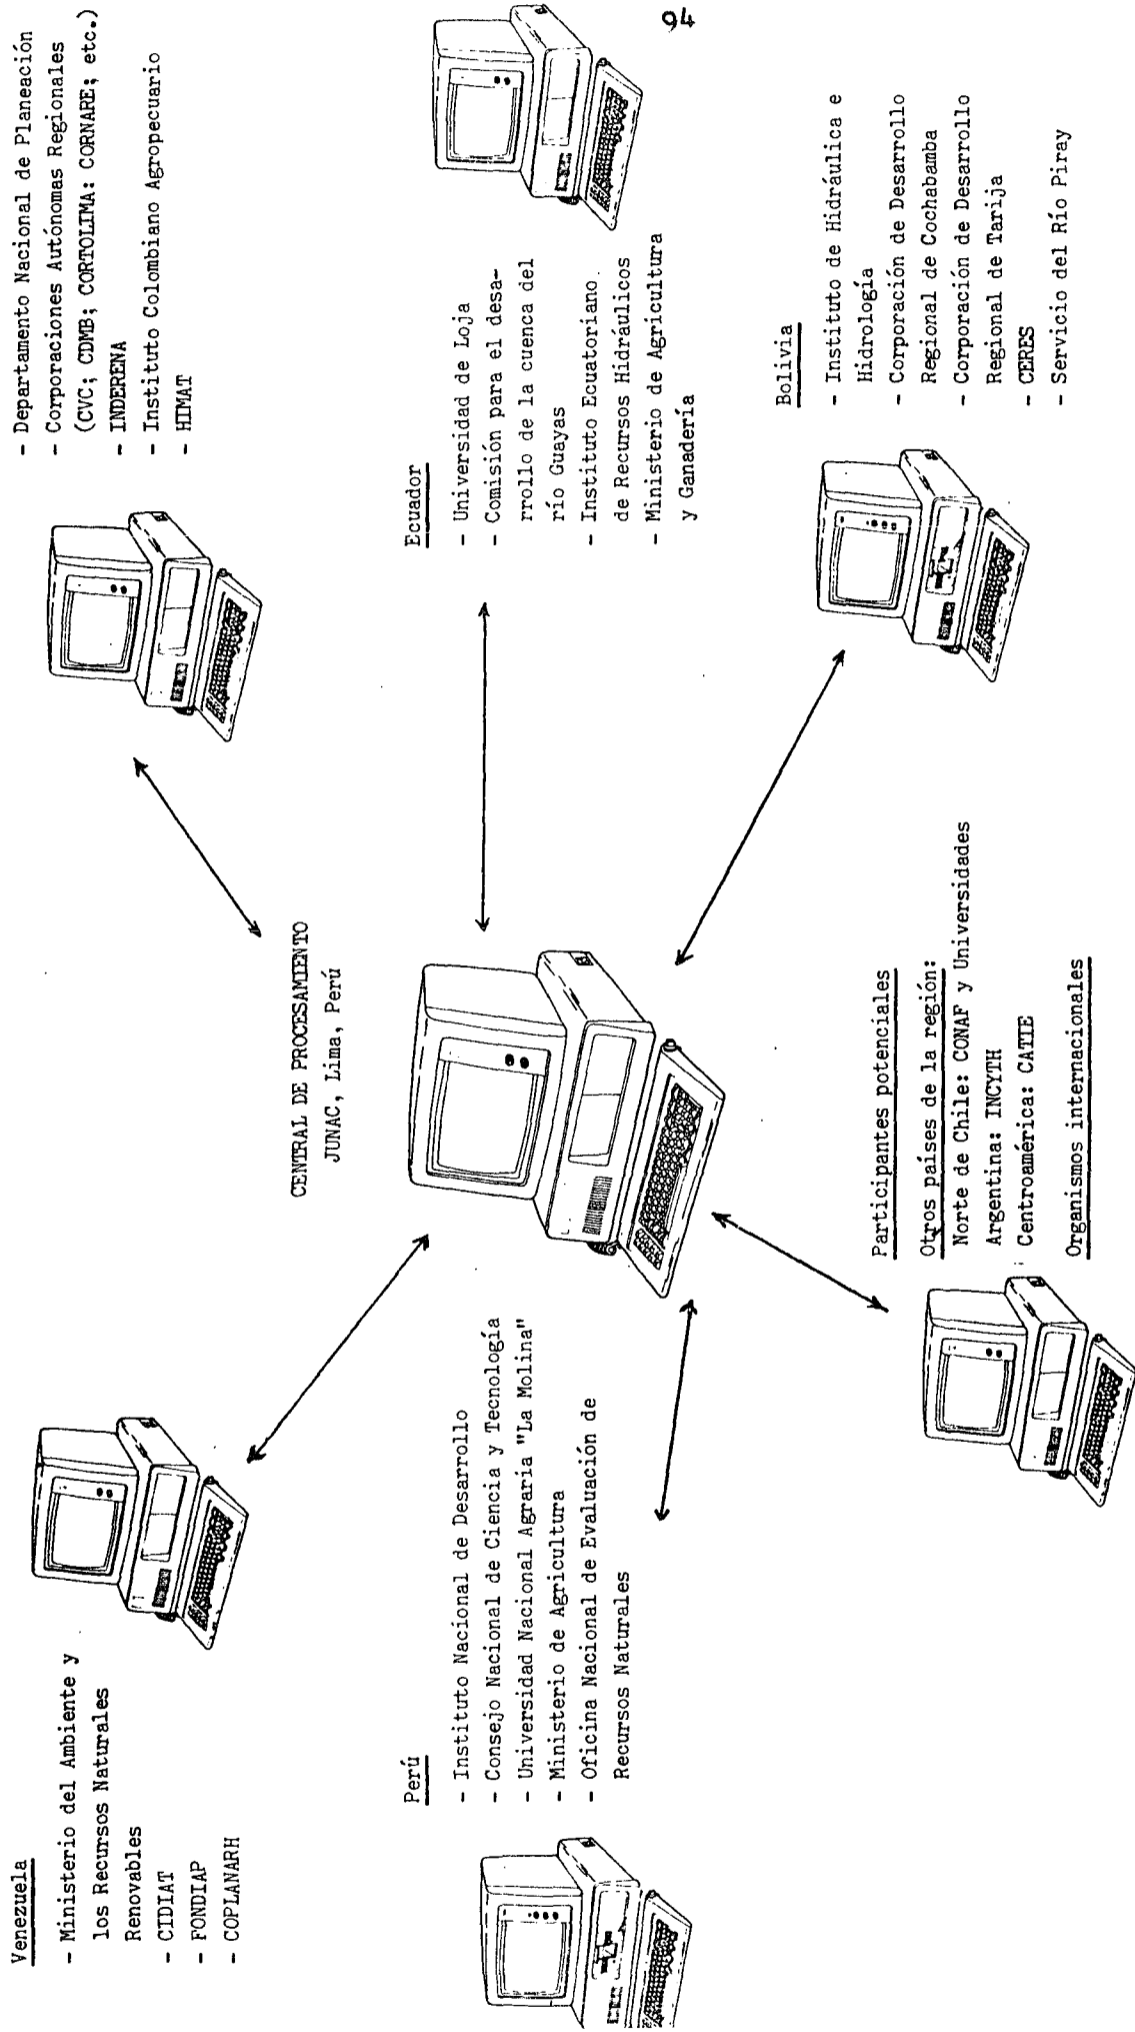 Venezuela
- Ministerio del Ambiente y
los Recursos Naturales
Renovables
- CIDIAT
- FONDIAP
- COPLANARH
- Departamento Nacional de Planeación
- Corporaciones Autónomas Regionales
(CVC; CDMB; CORTOLIMA: CORNARE; etc.)
- INDERENA
- Instituto Colombiano Agropecuario
- HIMAT
CENTRAL DE PROCESAMIENTO
JUNAC, Lima, Perú
Perú
- Instituto Nacional de Desarrollo
- Consejo Nacional de Ciencia y Tecnología
- Universidad Nacional Agraria "La Molina"
- Ministerio de Agricultura
- Oficina Nacional de Evaluación de
Recursos Naturales
Ecuador
- Universidad de Loja
- Comisión para el desa-
rrollo de la cuenca del
río Guayas
- Instituto Ecuatoriano.
de Recursos Hidráulicos
- Ministerio de Agricultura
y Ganadería
94
Participantes potenciales
Otros países de la región:
Norte de Chile: CONAF y Universidades
Argentina: INCYTH
Centroamérica: CATIE
Organismos internacionales
Bolivia
- Instituto de Hidráulica e
Hidrología
- Corporación de Desarrollo
Regional de Cochabamba
- Corporación de Desarrollo
Regional de Tarija
- CERES
- Servicio del Río Piray